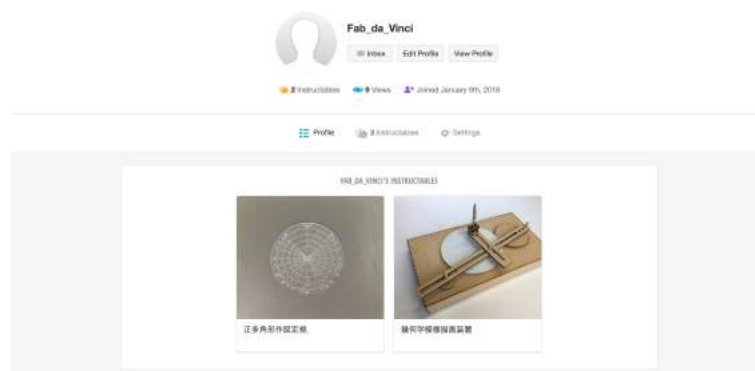 Fab_da_Vinci
Inbox Edit Profile View Profile
2 Instructables 0 Views Joined January 9th, 2018
Profile 2 Instructables Settings
FAB_DA_VINCI'S INSTRUCTABLES
正多角形作図定規
幾何学模様描画装置